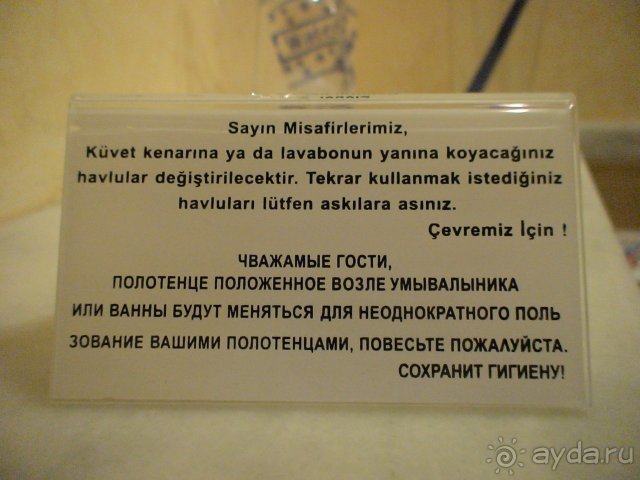 Sayın Misafirlerimiz,
Küvet kenarına ya da lavabonun yanına koyacağınız
havlular değiştirilecektir. Tekrar kullanmak istediğiniz
havluları lütfen askılara asınız.
Çevremiz İçin !
ЧВАЖАМЫЕ ГОСТИ,
ПОЛОТЕНЦЕ ПОЛОЖЕННОЕ ВОЗЛЕ УМЫВАЛЬНИКА
ИЛИ ВАННЫ БУДУТ МЕНЯТЬСЯ ДЛЯ НЕОДНОКРАТНОГО ПОЛЬ
ЗОВАНИЕ ВАШИМИ ПОЛОТЕНЦАМИ, ПОВЕСЬТЕ ПОЖАЛУЙСТА.
СОХРАНИТ ГИГИЕНУ!
ayda.ru